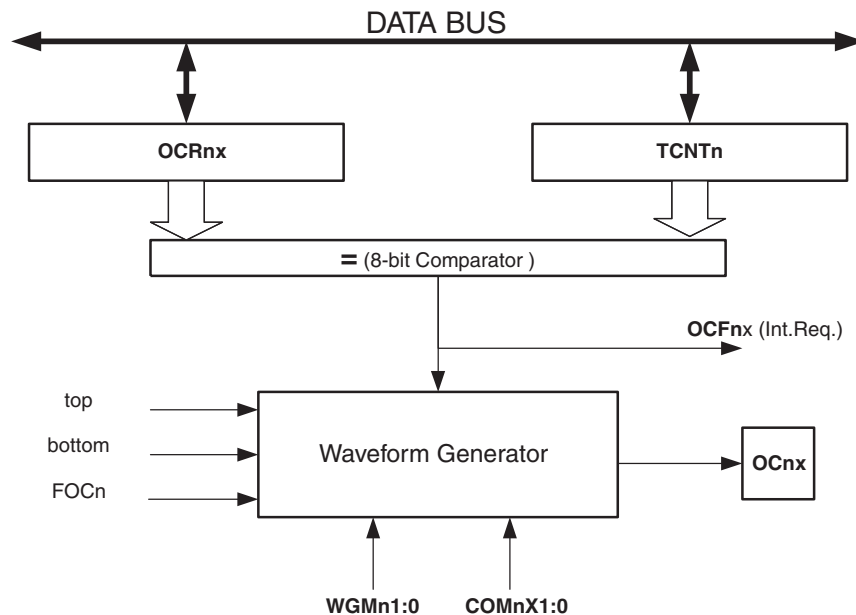 DATA BUS
OCRnx
TCNTn
= (8-bit Comparator )
OCFnx (Int.Req.)
top
bottom
FOCn
Waveform Generator
OCnx
WGMn1:0
COMnX1:0